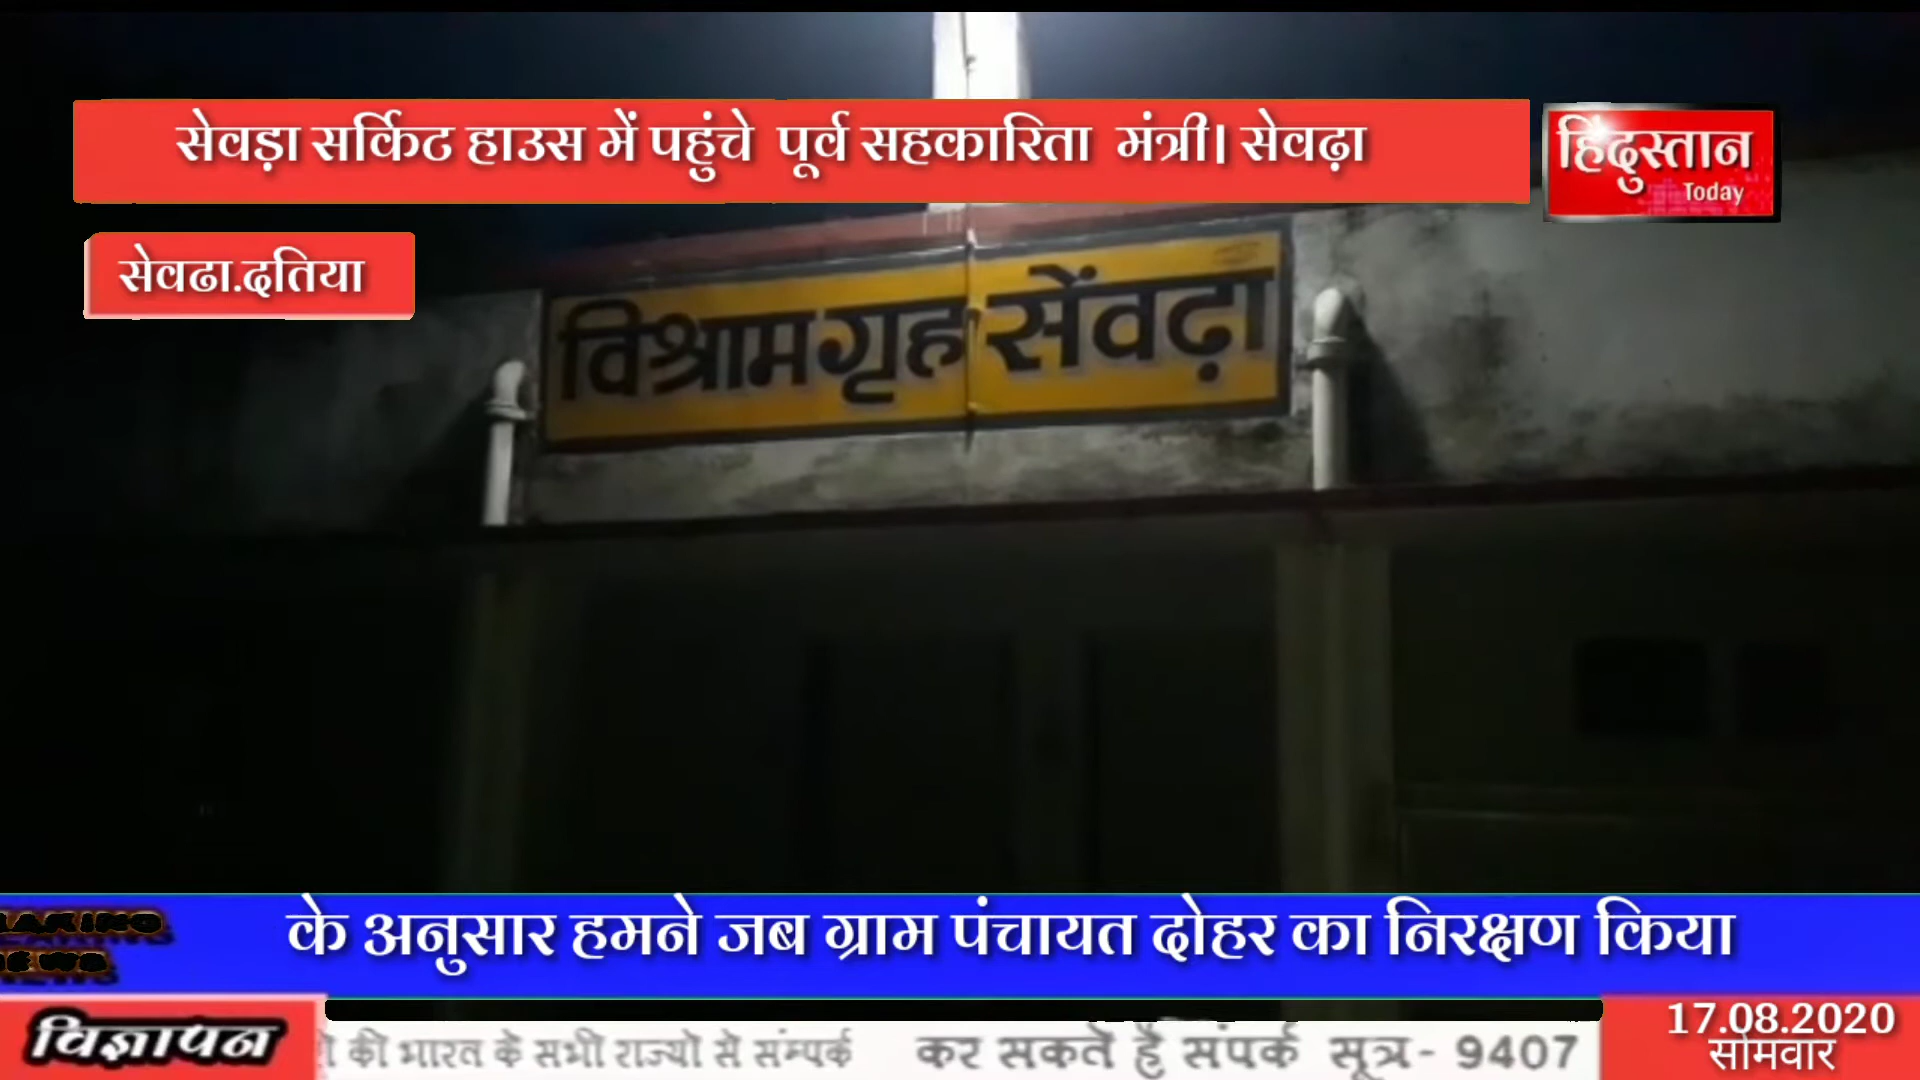 सेवड़ा सर्किट हाउस में पहुंचे पूर्व सहकारिता मंत्री। सेवढ़ा
हिंदुस्तान
Today
सेवढा.दतिया
विश्राम गृह सेंवढ़ा
के अनुसार हमने जब ग्राम पंचायत दोहर का निरक्षण किया
NEWS
विज्ञापन
की भारत के सभी राज्यो से संम्पर्क कर सकते है संपर्क सूत्र- 9407
17.08.2020
सोमवार